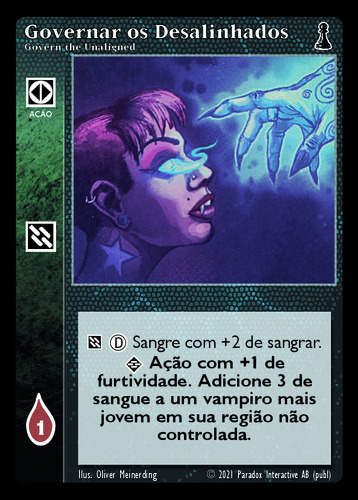 Governar os Desalinhados
Govern the Unaligned
AÇÃO
D Sangre com +2 de sangrar.
Ação com +1 de
furtividade. Adicione 3 de
sangue a um vampiro mais
jovem em sua região não
controlada.
1
Ilus: Oliver Meinerding
© 2021 Paradox Interactive AB (publ)